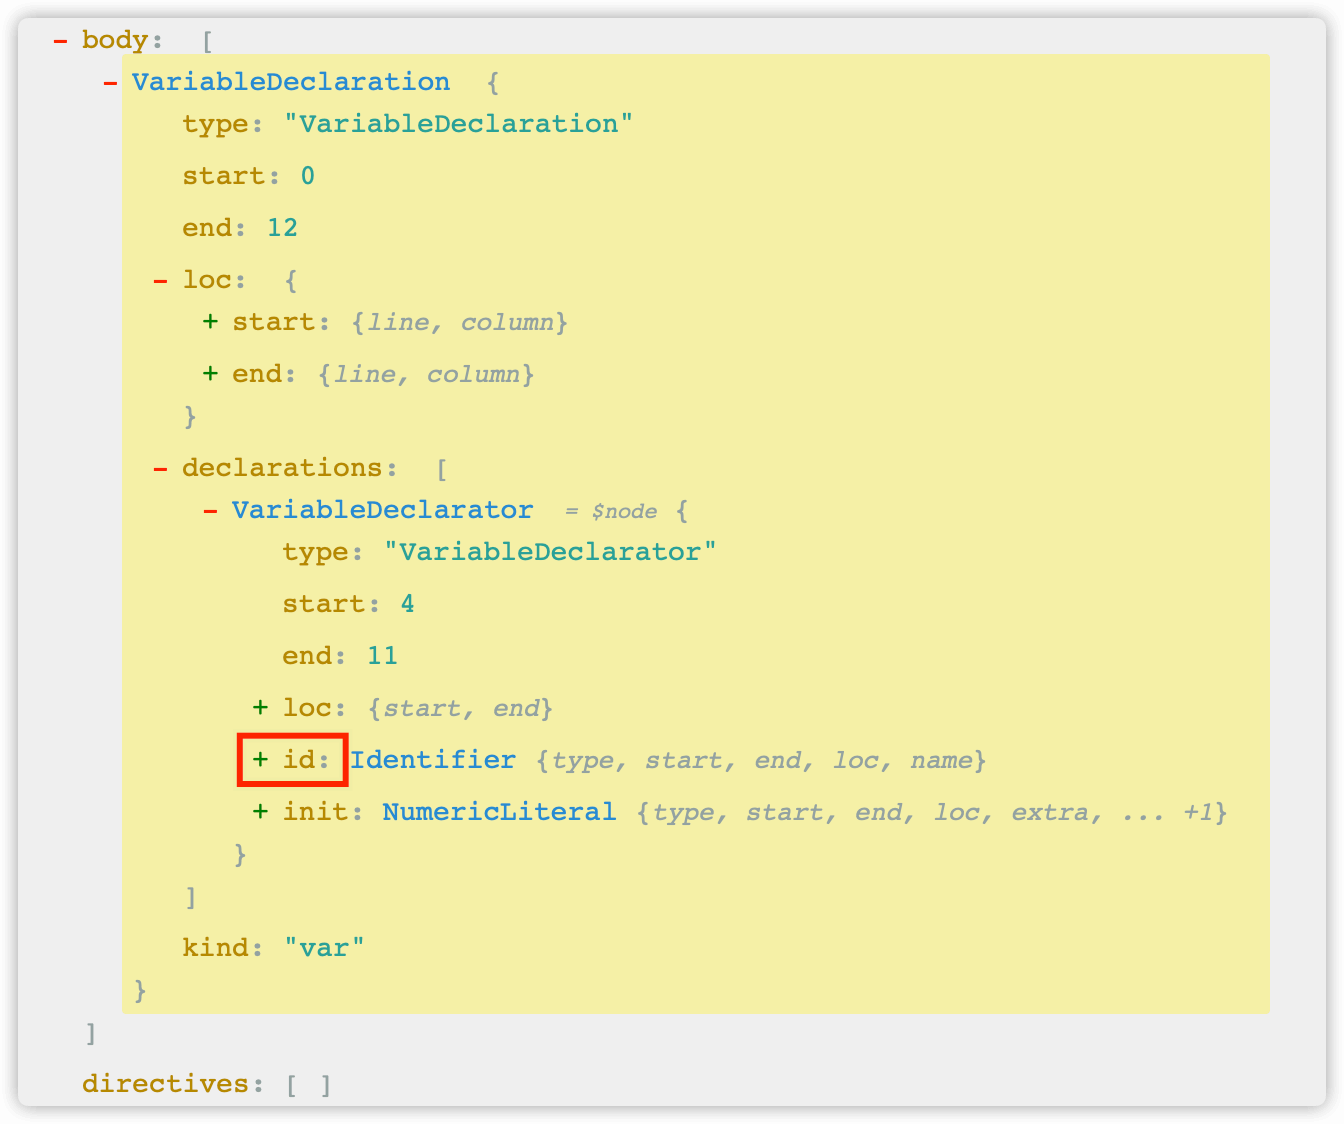 - body: [
- VariableDeclaration {
type: "VariableDeclaration"
start: 0
end: 12
- loc: {
+ start: {line, column}
+ end: {line, column}
}
- declarations: [
- VariableDeclarator = $node {
type: "VariableDeclarator"
start: 4
end: 11
+ loc: {start, end}
+ id: Identifier {type, start, end, loc, name}
+ init: NumericLiteral {type, start, end, loc, extra, ... +1}
}
]
kind: "var"
}
]
directives: [ ]